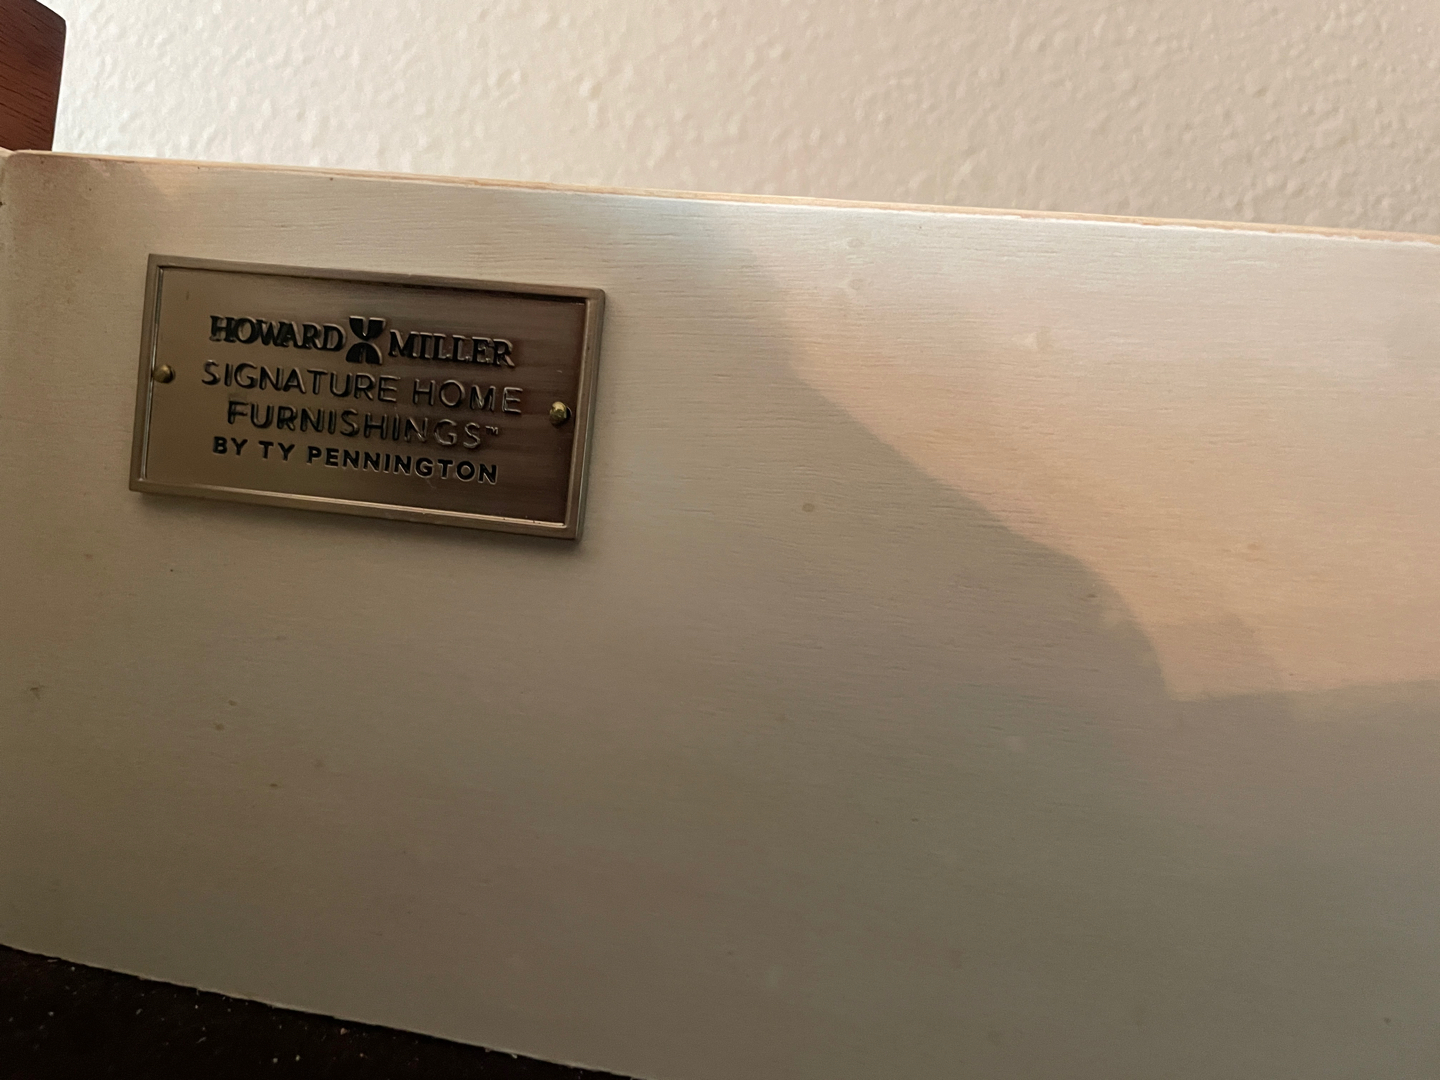 HOWARD MILLER
SIGNATURE HOME
FURNISHINGS™
BY TY PENNINGTON